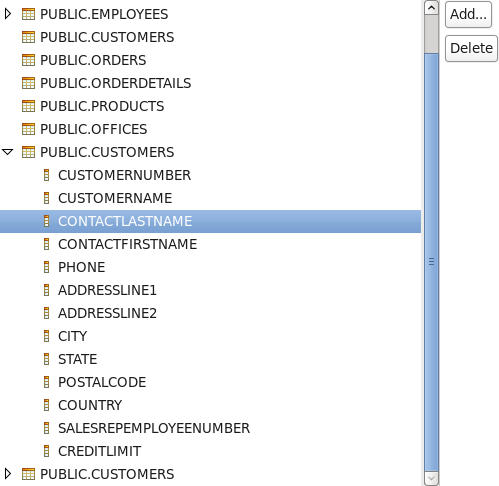 PUBLIC.EMPLOYEES
Add...
PUBLIC.CUSTOMERS
Delete
PUBLIC.ORDERS
PUBLIC.ORDERDETAILS
PUBLIC.PRODUCTS
PUBLIC.OFFICES
PUBLIC.CUSTOMERS
CUSTOMERNUMBER
CUSTOMERNAME
CONTACTLASTNAME
CONTACTFIRSTNAME
PHONE
ADDRESSLINE1
ADDRESSLINE2
CITY
STATE
POSTALCODE
COUNTRY
SALESREPEMPLOYEENUMBER
CREDITLIMIT
PUBLIC.CUSTOMERS